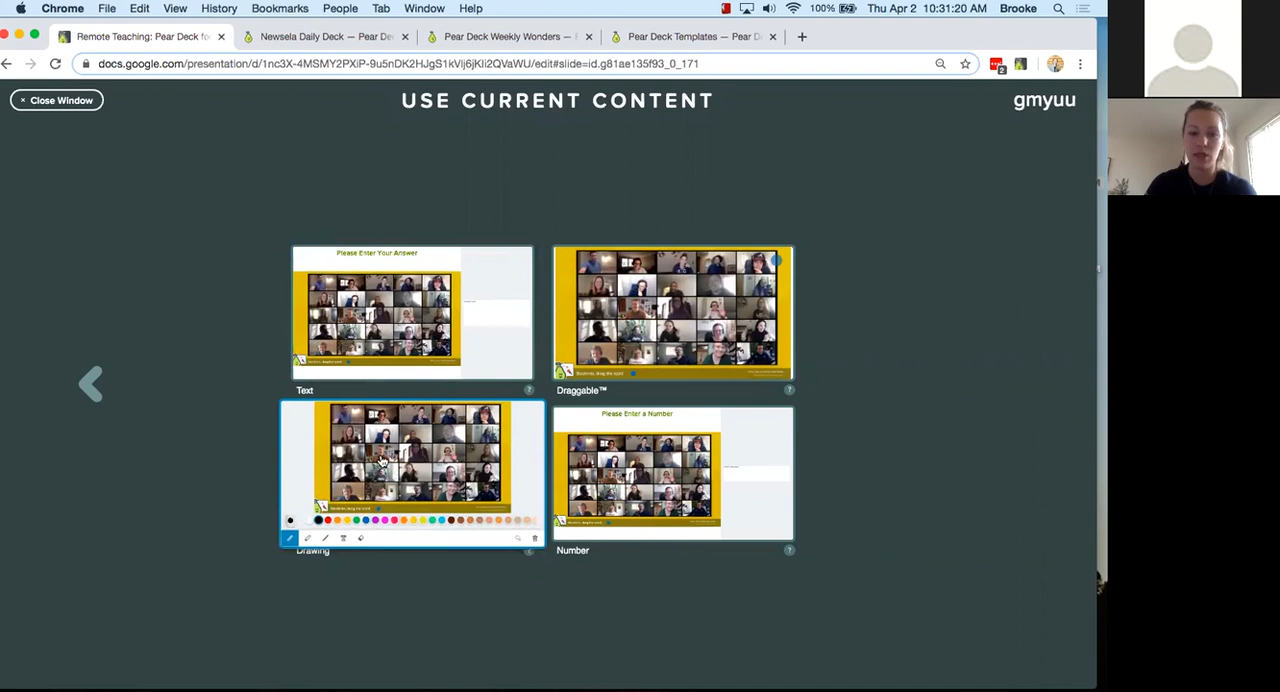 Chrome File Edit View History Bookmarks People Tab Window Help 100% Thu Apr 2 10:31:20 AM Brooke
Remote Teaching: Pear Deck fo × Newsela Daily Deck — Pear De × Pear Deck Weekly Wonders — × Pear Deck Templates — Pear D × +
docs.google.com/presentation/d/1nc3X-4MSMY2PXiP-9u5nDK2HJgS1kVlj6jKli2QVaWU/edit#slide=id.g81ae135f93_0_171
2
× Close Window
USE CURRENT CONTENT
gmyuu
Please Enter Your Answer
Text ?
Draggable™ ?
Please Enter a Number
Drawing ?
Number ?